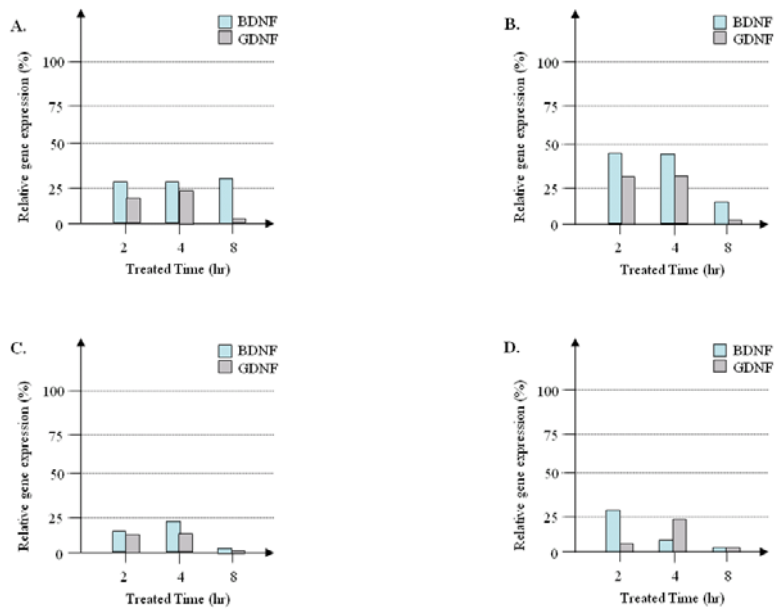 A.
BDNF
GDNF
Relative gene expression (%)
100
75
50
25
0
2 4 8
Treated Time (hr)
B.
BDNF
GDNF
Relative gene expression (%)
100
75
50
25
0
2 4 8
Treated Time (hr)
C.
BDNF
GDNF
Relative gene expression (%)
100
75
50
25
0
2 4 8
Treated Time (hr)
D.
BDNF
GDNF
Relative gene expression (%)
100
75
50
25
0
2 4 8
Treated Time (hr)